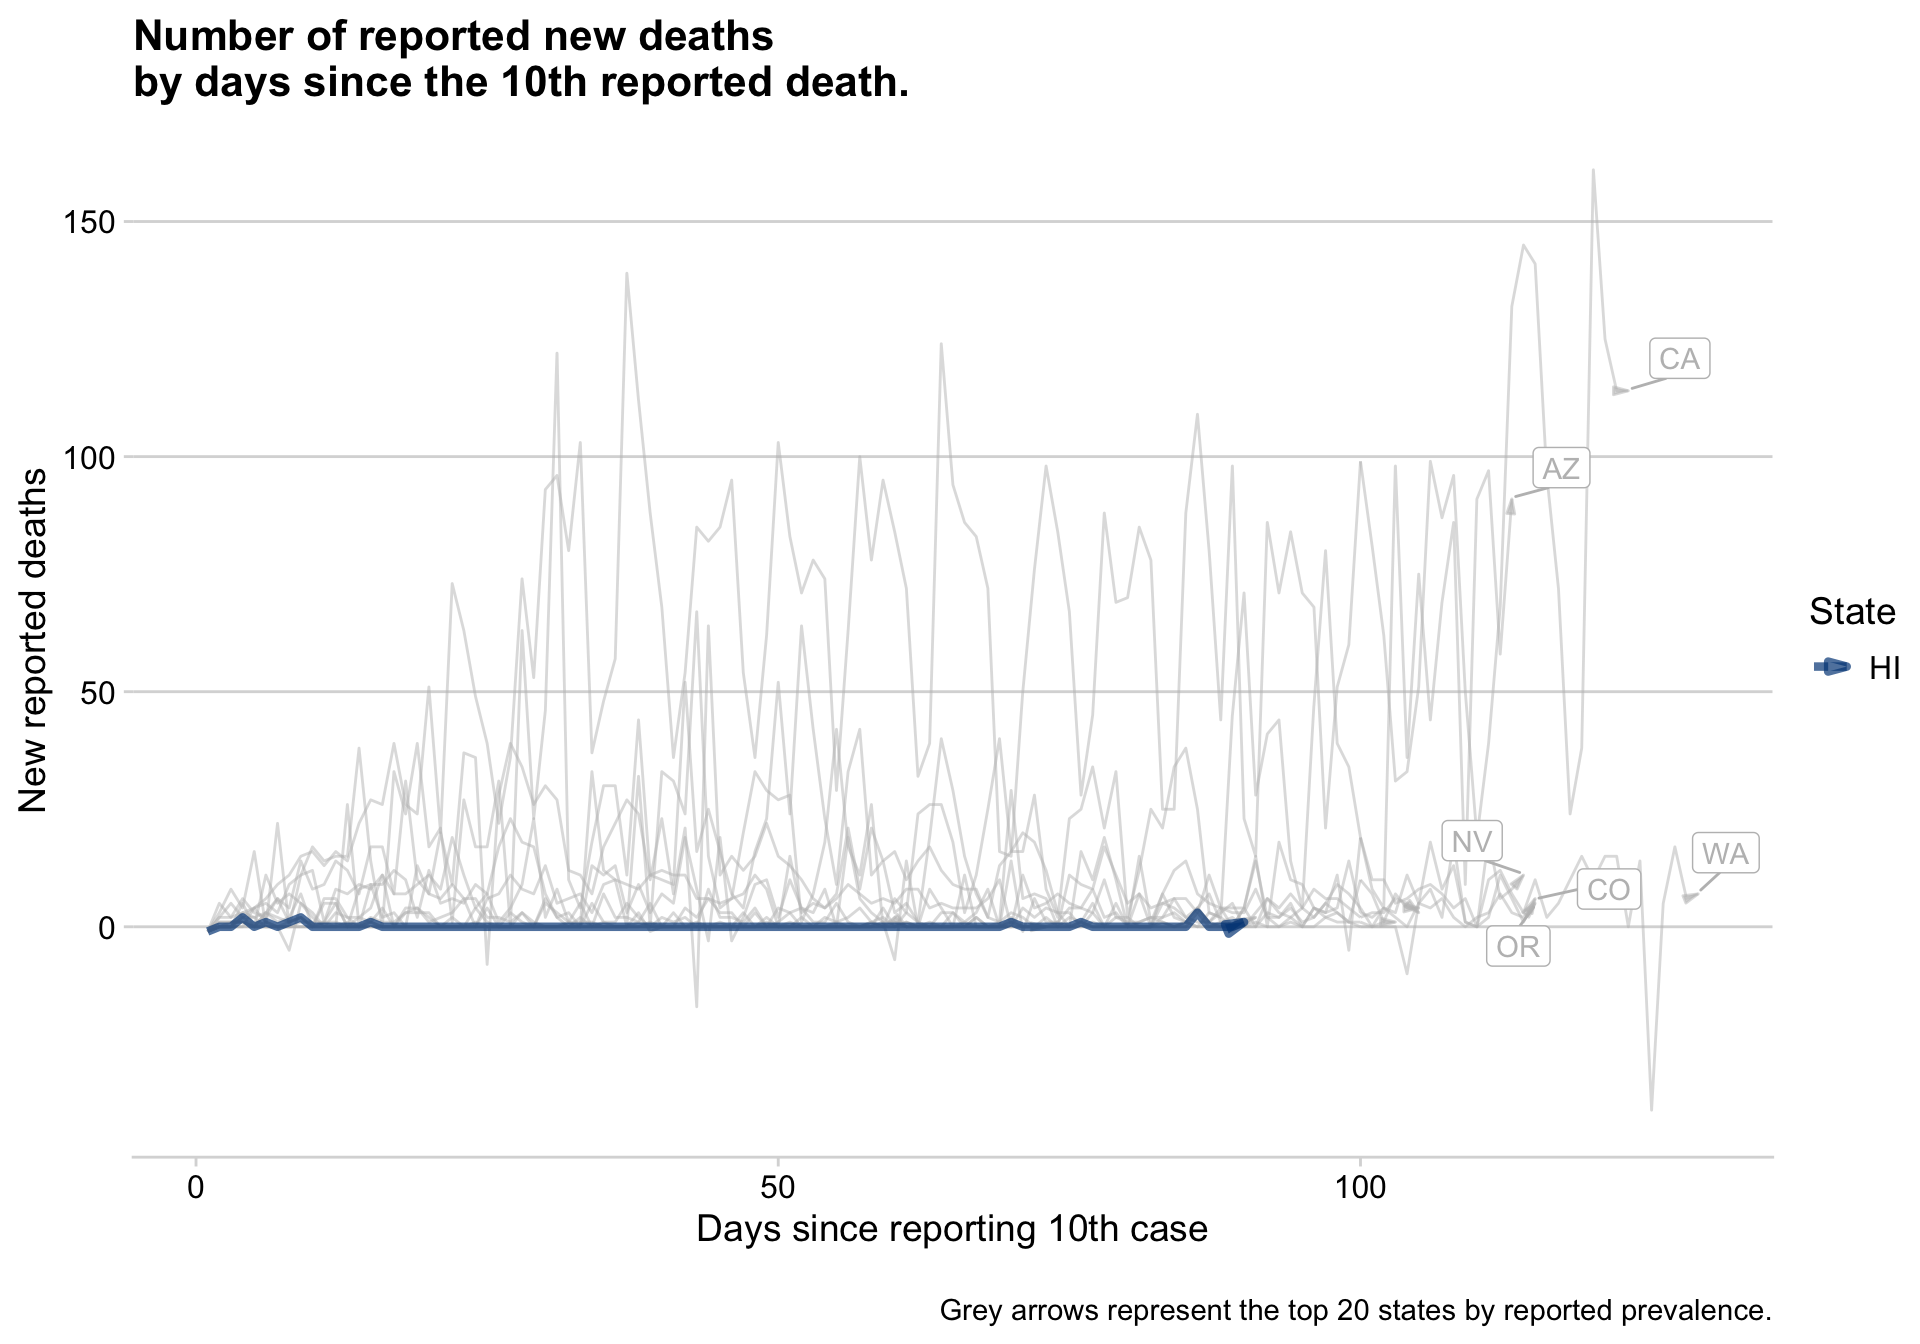 Number of reported new deaths
by days since the 10th reported death.
150
100
50
0
New reported deaths
CA
AZ
NV
WA
CO
OR
State
HI
0
50
100
Days since reporting 10th case
Grey arrows represent the top 20 states by reported prevalence.